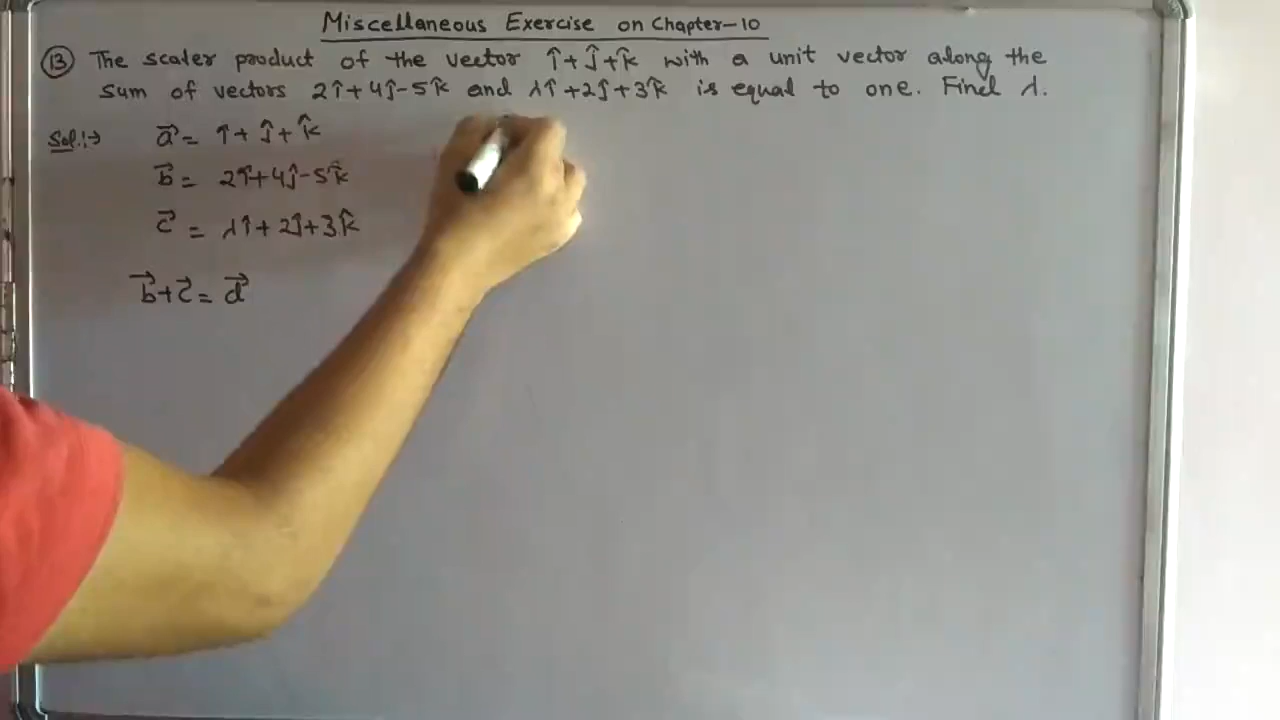 Miscellaneous Exercise on Chapter-10
⑬ The scaler product of the vector î+ĵ+k̂ with a unit vector along the
sum of vectors 2î+4ĵ-5k̂ and λî+2ĵ+3k̂ is equal to one. Find λ.
Sol:→ a⃗ = î+ĵ+k̂
b⃗ = 2î+4ĵ-5k̂
c⃗ = λî+2ĵ+3k̂
b⃗+c⃗ = d⃗